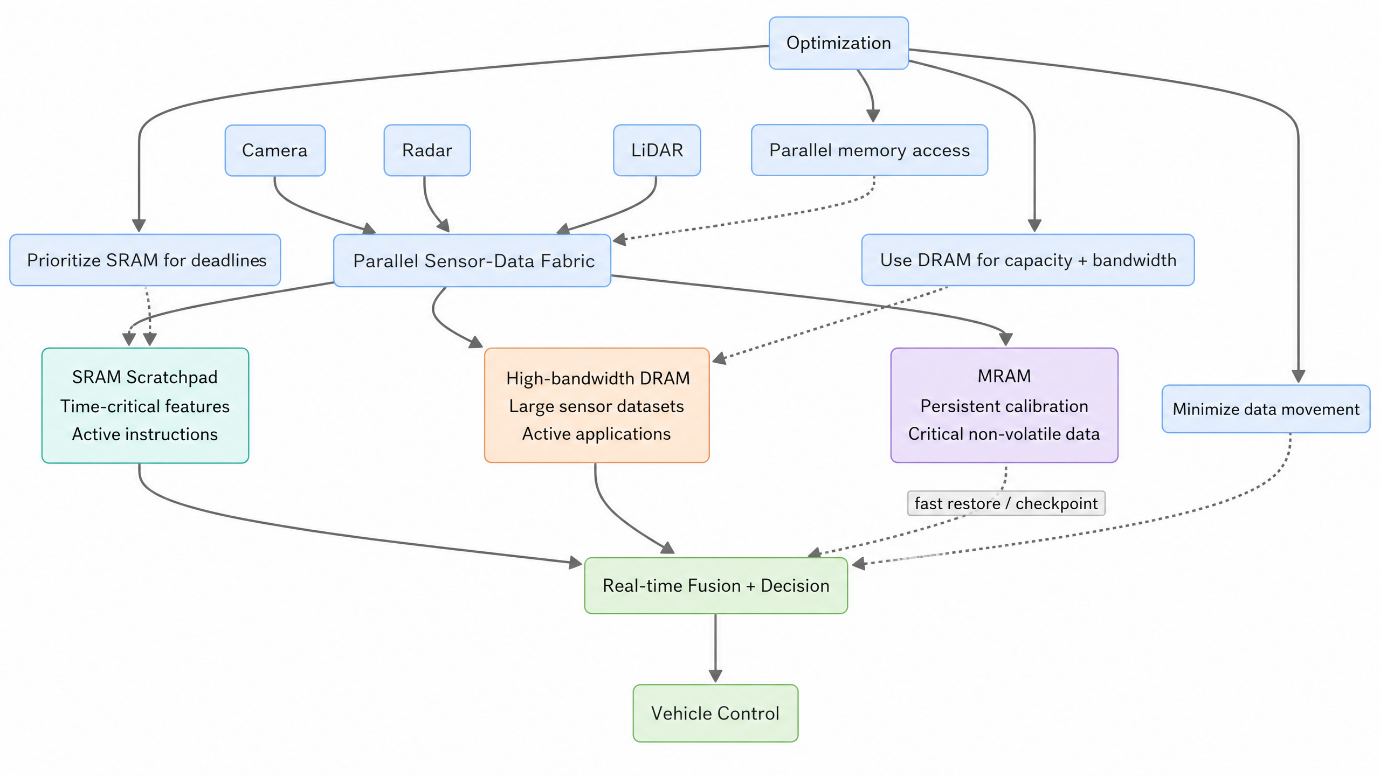 Optimization
Camera
Radar
LiDAR
Parallel memory access
Prioritize SRAM for deadlines
Parallel Sensor-Data Fabric
Use DRAM for capacity + bandwidth
SRAM Scratchpad
Time-critical features
Active instructions
High-bandwidth DRAM
Large sensor datasets
Active applications
MRAM
Persistent calibration
Critical non-volatile data
Minimize data movement
fast restore / checkpoint
Real-time Fusion + Decision
Vehicle Control